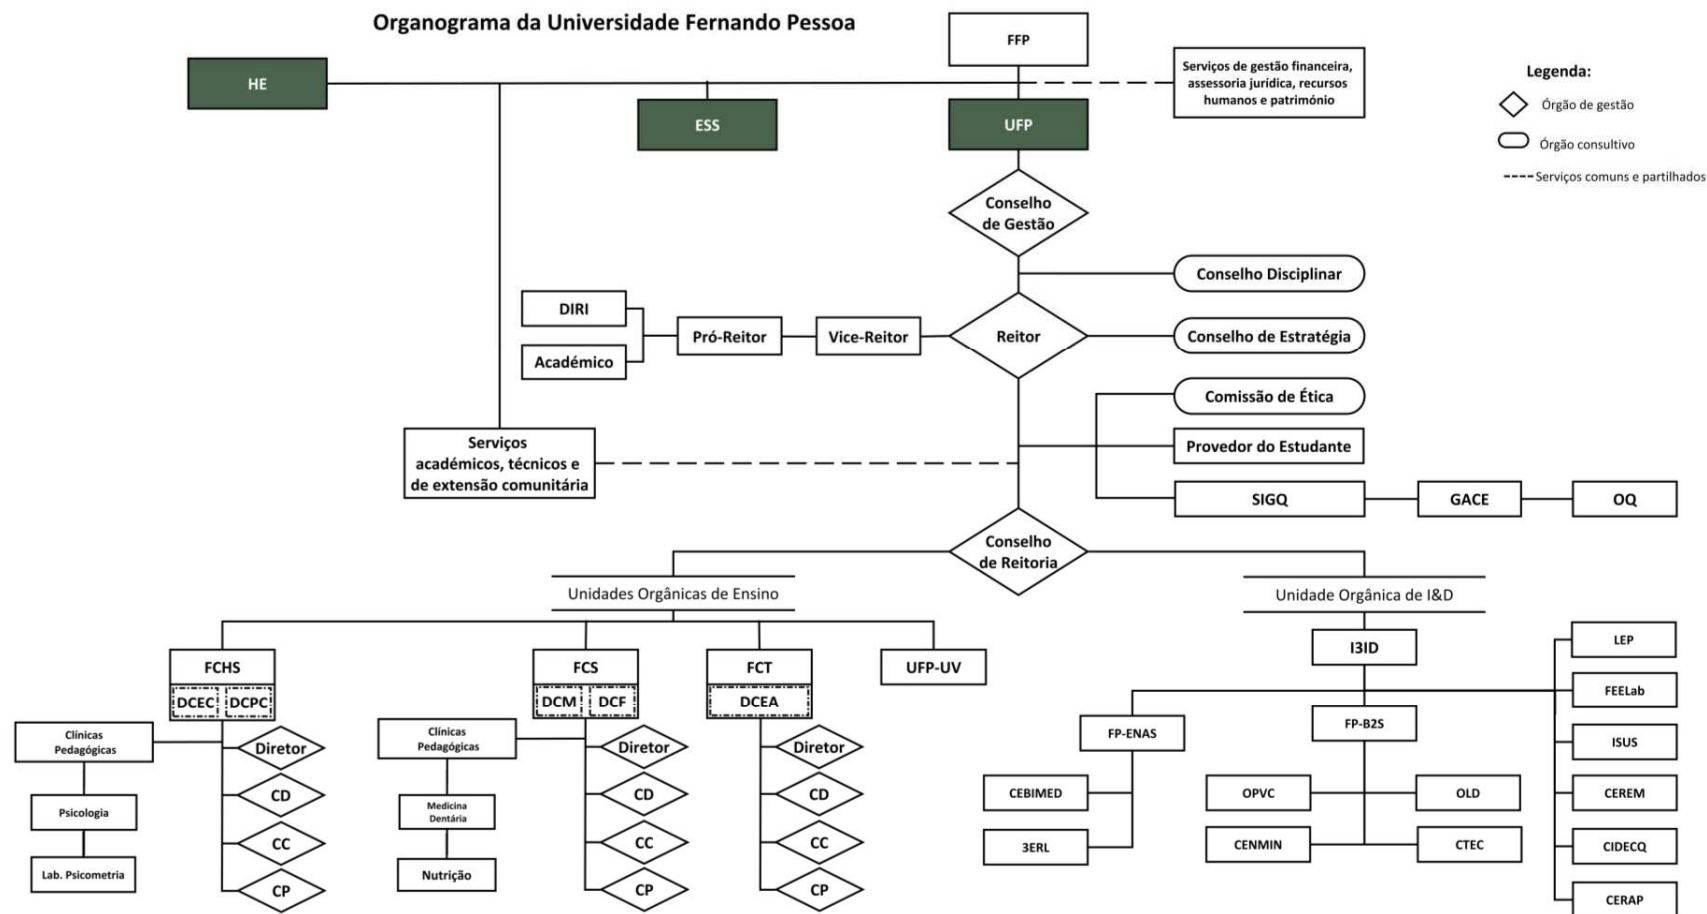 Organograma da Universidade Fernando Pessoa
FFP
HE
Serviços de gestão financeira,
assessoria jurídica, recursos
humanos e património
Legenda:
Órgão de gestão
Órgão consultivo
Serviços comuns e partilhados
ESS
UFP
Conselho
de Gestão
Conselho Disciplinar
DIRI
Académico
Pró-Reitor
Vice-Reitor
Reitor
Conselho de Estratégia
Comissão de Ética
Provedor do Estudante
Serviços
académicos, técnicos e
de extensão comunitária
SIGQ
GACE
OQ
Conselho
de Reitoria
Unidades Orgânicas de Ensino
Unidade Orgânica de I&D
FCHS
DCEC
DCPC
FCS
DCM
DCF
FCT
DCEA
UFP-UV
I3ID
LEP
FEELab
ISUS
CEREM
CIDECQ
CERAP
FP-ENAS
FP-B2S
CEBIMED
3ERL
OPVC
OLD
CENMIN
CTEC
Clínicas
Pedagógicas
Psicologia
Lab. Psicometria
Diretor
CD
CC
CP
Clínicas
Pedagógicas
Medicina
Dentária
Nutrição
Diretor
CD
CC
CP
Diretor
CD
CC
CP